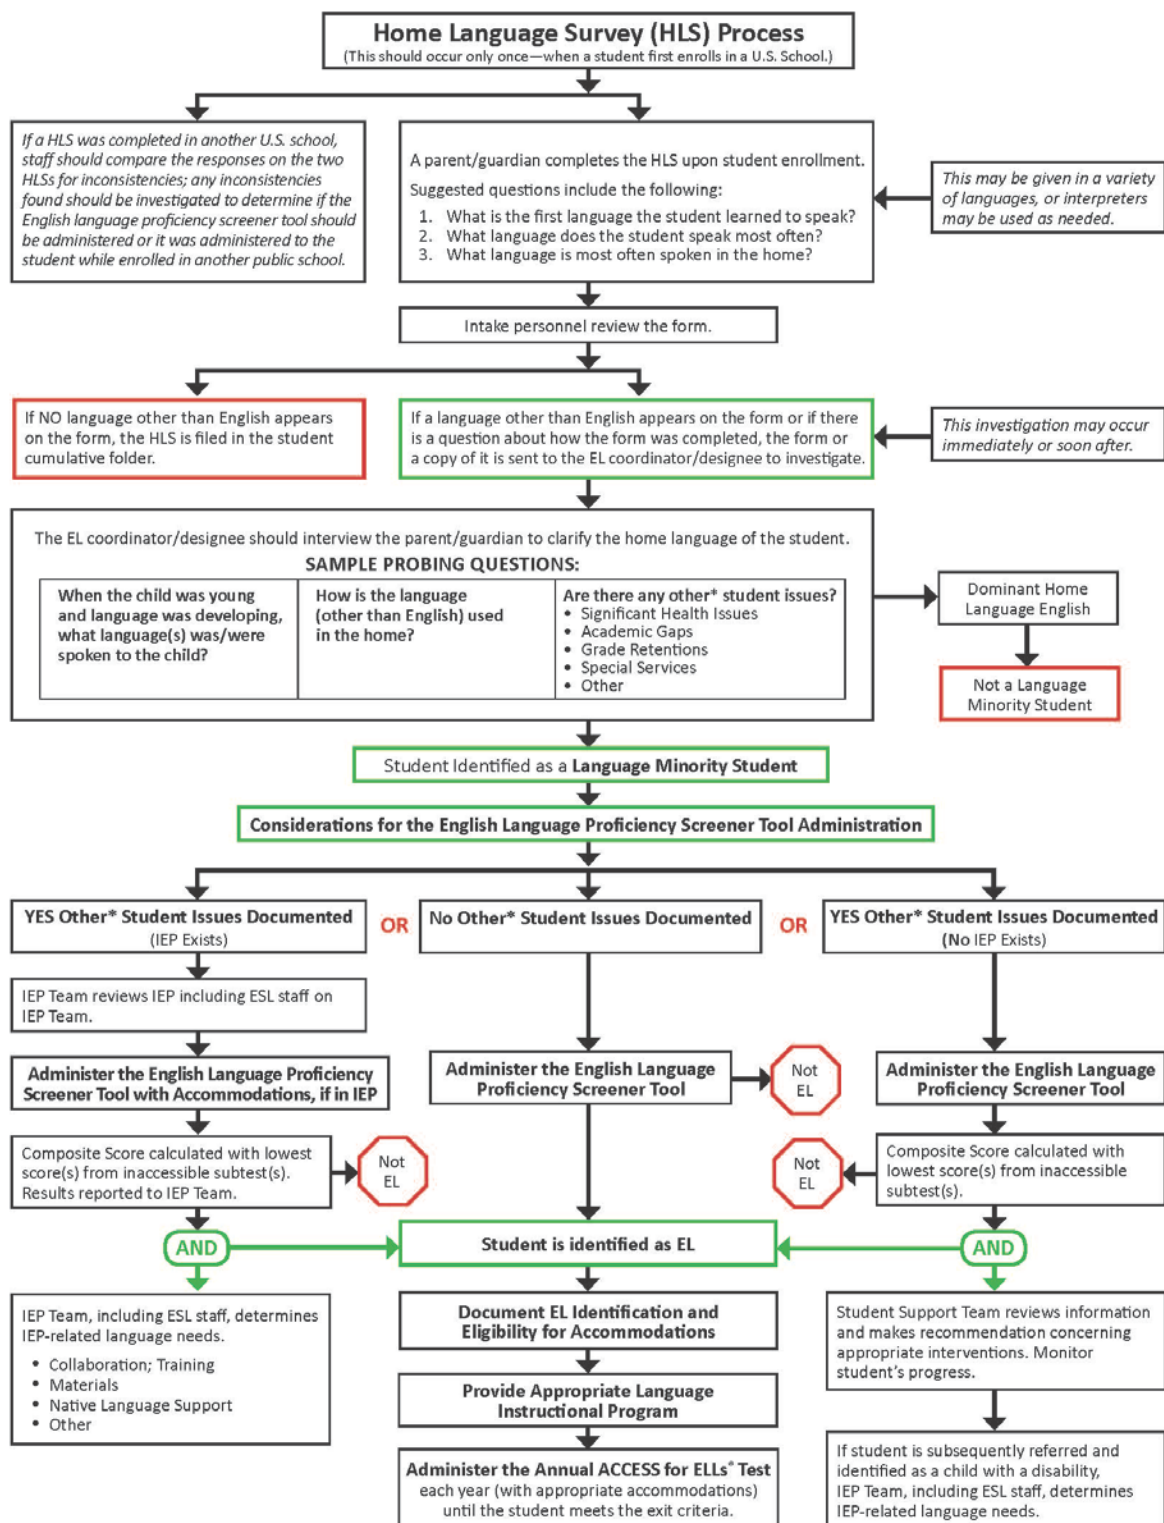 Home Language Survey (HLS) Process
(This should occur only once—when a student first enrolls in a U.S. School.)
If a HLS was completed in another U.S. school,
staff should compare the responses on the two
HLSs for inconsistencies; any inconsistencies
found should be investigated to determine if the
English language proficiency screener tool should
be administered or it was administered to the
student while enrolled in another public school.
A parent/guardian completes the HLS upon student enrollment.
Suggested questions include the following:
1. What is the first language the student learned to speak?
2. What language does the student speak most often?
3. What language is most often spoken in the home?
This may be given in a variety
of languages, or interpreters
may be used as needed.
Intake personnel review the form.
If NO language other than English appears
on the form, the HLS is filed in the student
cumulative folder.
If a language other than English appears on the form or if there
is a question about how the form was completed, the form or
a copy of it is sent to the EL coordinator/designee to investigate.
This investigation may occur
immediately or soon after.
The EL coordinator/designee should interview the parent/guardian to clarify the home language of the student.
SAMPLE PROBING QUESTIONS:
When the child was young
and language was developing,
what language(s) was/were
spoken to the child?
How is the language
(other than English) used
in the home?
Are there any other* student issues?
• Significant Health Issues
• Academic Gaps
• Grade Retentions
• Special Services
• Other
Dominant Home
Language English
Not a Language
Minority Student
Student Identified as a Language Minority Student
Considerations for the English Language Proficiency Screener Tool Administration
YES Other* Student Issues Documented
(IEP Exists)
OR
No Other* Student Issues Documented
OR
YES Other* Student Issues Documented
(No IEP Exists)
IEP Team reviews IEP including ESL staff on
IEP Team.
Administer the English Language Proficiency
Screener Tool with Accommodations, if in IEP
Administer the English Language
Proficiency Screener Tool
Not
EL
Administer the English Language
Proficiency Screener Tool
Composite Score calculated with lowest
score(s) from inaccessible subtest(s).
Results reported to IEP Team.
Not
EL
Not
EL
Composite Score calculated with
lowest score(s) from inaccessible
subtest(s).
AND
Student is identified as EL
AND
IEP Team, including ESL staff, determines
IEP-related language needs.
• Collaboration; Training
• Materials
• Native Language Support
• Other
Document EL Identification and
Eligibility for Accommodations
Provide Appropriate Language
Instructional Program
Administer the Annual ACCESS for ELLs® Test
each year (with appropriate accommodations)
until the student meets the exit criteria.
Student Support Team reviews information
and makes recommendation concerning
appropriate interventions. Monitor
student's progress.
If student is subsequently referred and
identified as a child with a disability,
IEP Team, including ESL staff, determines
IEP-related language needs.